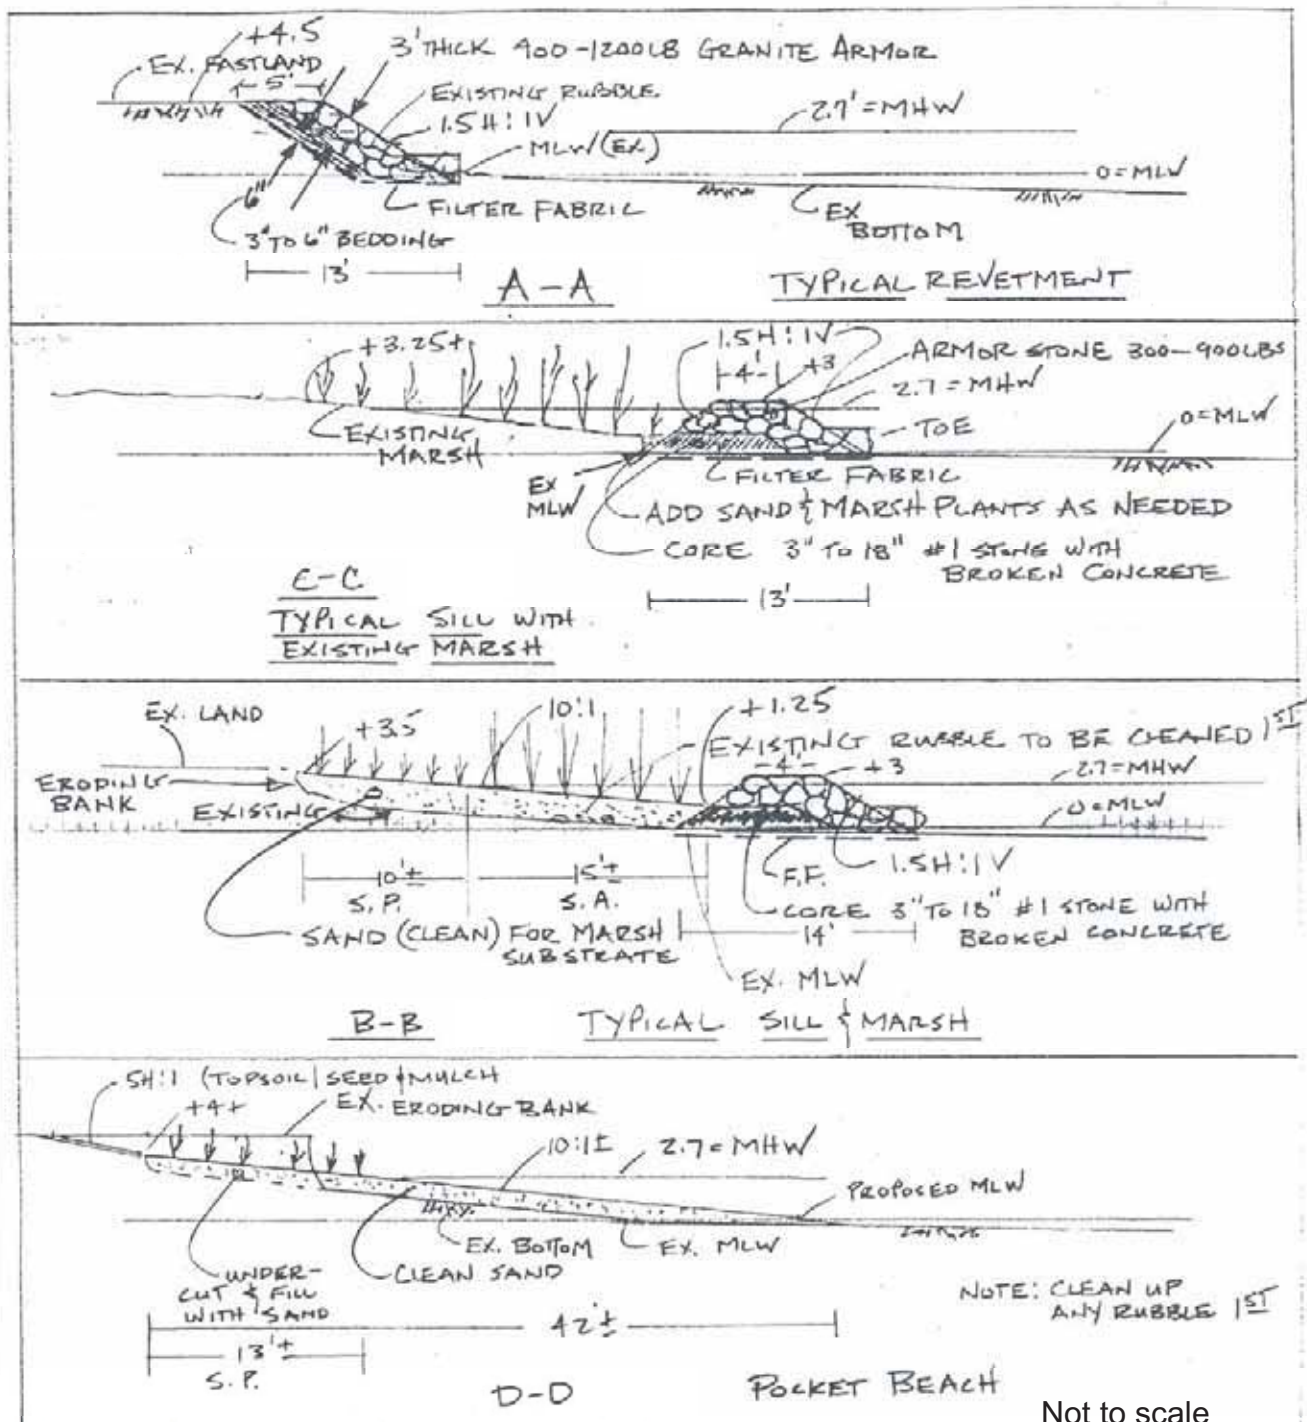 +4.5
3' THICK 400-1200LB GRANITE ARMOR
EX. FASTLAND
5'
EXISTING RUBBLE
2.7' = MHW
1.5H:1V
MLW (EX)
0 = MLW
6"
FILTER FABRIC
EX
BOTTOM
3" TO 6" BEDDING
13'
A-A
TYPICAL REVETMENT
1.5H:1V
+3.25+
4'
+3
ARMOR STONE 300-900LBS
2.7 = MHW
0 = MLW
TOE
EXISTING
MARSH
FILTER FABRIC
EX
MLW
ADD SAND & MARSH PLANTS AS NEEDED
CORE 3" TO 18" #1 STONE WITH
BROKEN CONCRETE
C-C
13'
TYPICAL SILL WITH
EXISTING MARSH
EX. LAND
+3.5
10:1
+1.25
EXISTING RUBBLE TO BE CLEANED 1ST
4'
+3
2.7 = MHW
ERODING
BANK
EXISTING
0 = MLW
10'±
S.P.
15'±
S.A.
F.F.
1.5H:1V
CORE 3" TO 18" #1 STONE WITH
BROKEN CONCRETE
SAND (CLEAN) FOR MARSH
SUBSTRATE
14'
EX. MLW
B-B
TYPICAL SILL & MARSH
5H:1 (TOPSOIL/SEED & MULCH
+4+
EX. ERODING BANK
10:1±
2.7 = MHW
PROPOSED MLW
EX. BOTTOM
EX. MLW
UNDER-
CUT & FILL
WITH SAND
CLEAN SAND
NOTE: CLEAN UP
ANY RUBBLE 1ST
42'±
13'±
S.P.
D-D
POCKET BEACH
Not to scale